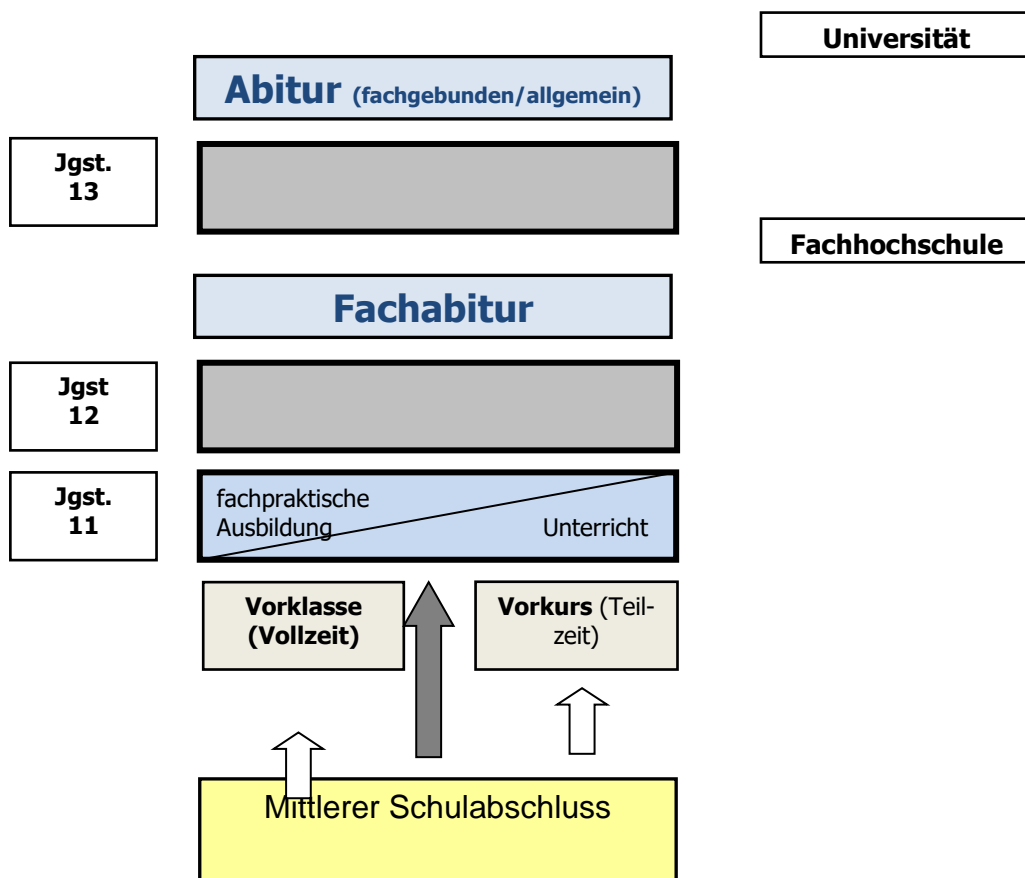 Universität
Abitur (fachgebunden/allgemein)
Jgst.
13
Fachhochschule
Fachabitur
Jgst
12
Jgst.
11
fachpraktische
Ausbildung
Unterricht
Vorklasse
(Vollzeit)
Vorkurs (Teil-
zeit)
Mittlerer Schulabschluss